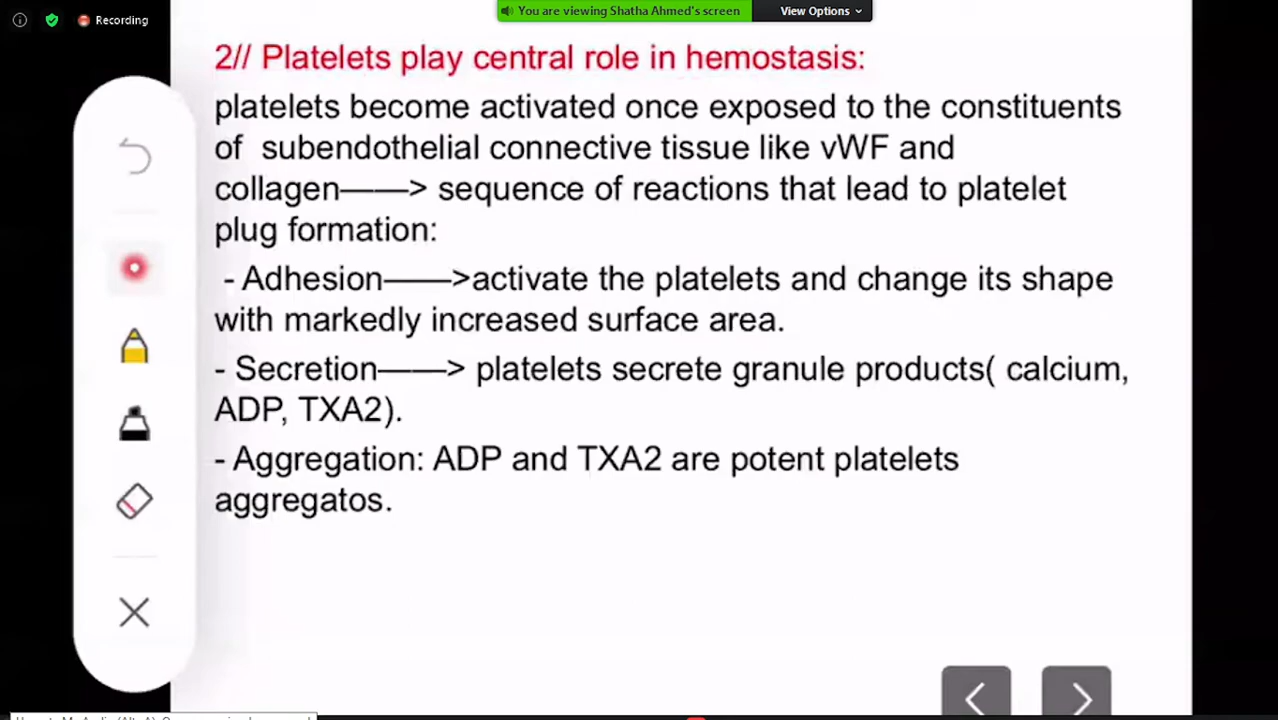 Recording
You are viewing Shatha Ahmed's screen
View Options
2// Platelets play central role in hemostasis:
platelets become activated once exposed to the constituents
of subendothelial connective tissue like vWF and
collagen——> sequence of reactions that lead to platelet
plug formation:
- Adhesion——>activate the platelets and change its shape
with markedly increased surface area.
- Secretion——> platelets secrete granule products( calcium,
ADP, TXA2).
- Aggregation: ADP and TXA2 are potent platelets
aggregatos.